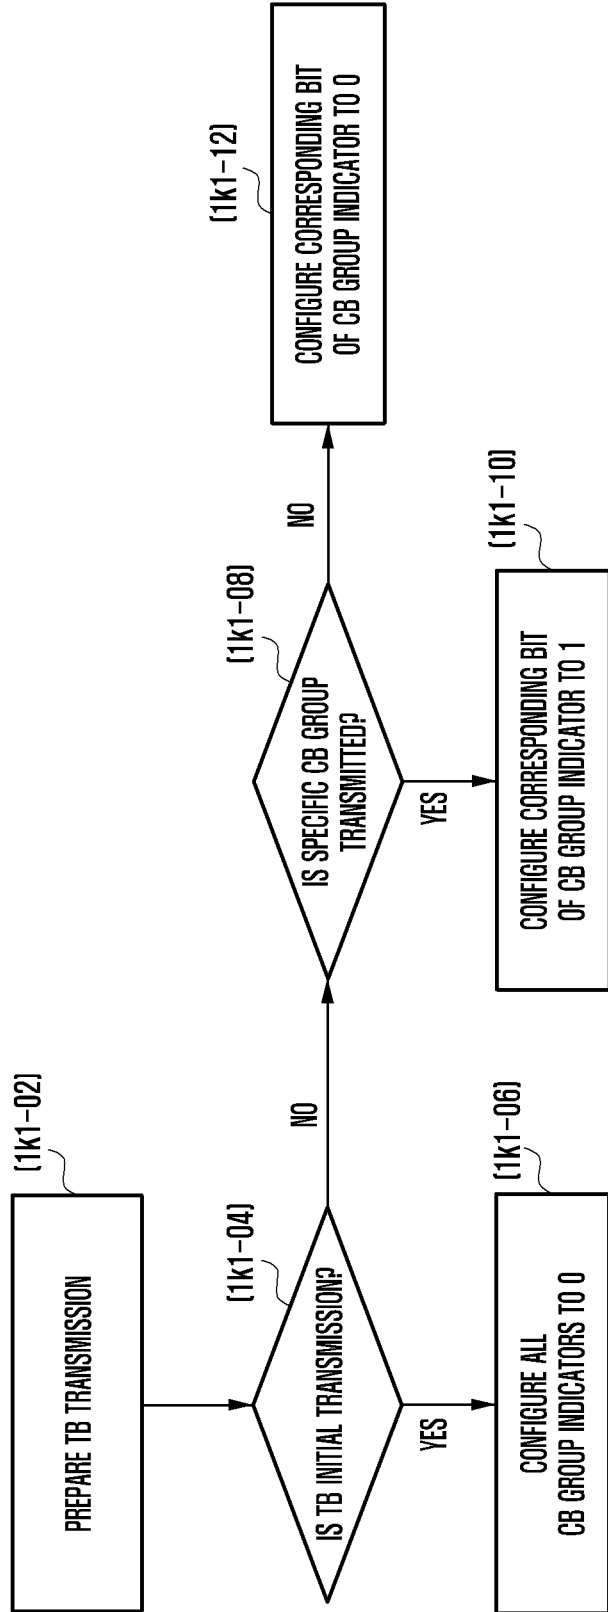 (1k1-02)
PREPARE TB TRANSMISSION
(1k1-04)
IS TB INITIAL TRANSMISSION?
NO
YES
(1k1-06)
CONFIGURE ALL
CB GROUP INDICATORS TO 0
(1k1-08)
IS SPECIFIC CB GROUP
TRANSMITTED?
NO
YES
(1k1-10)
CONFIGURE CORRESPONDING BIT
OF CB GROUP INDICATOR TO 1
(1k1-12)
CONFIGURE CORRESPONDING BIT
OF CB GROUP INDICATOR TO 0